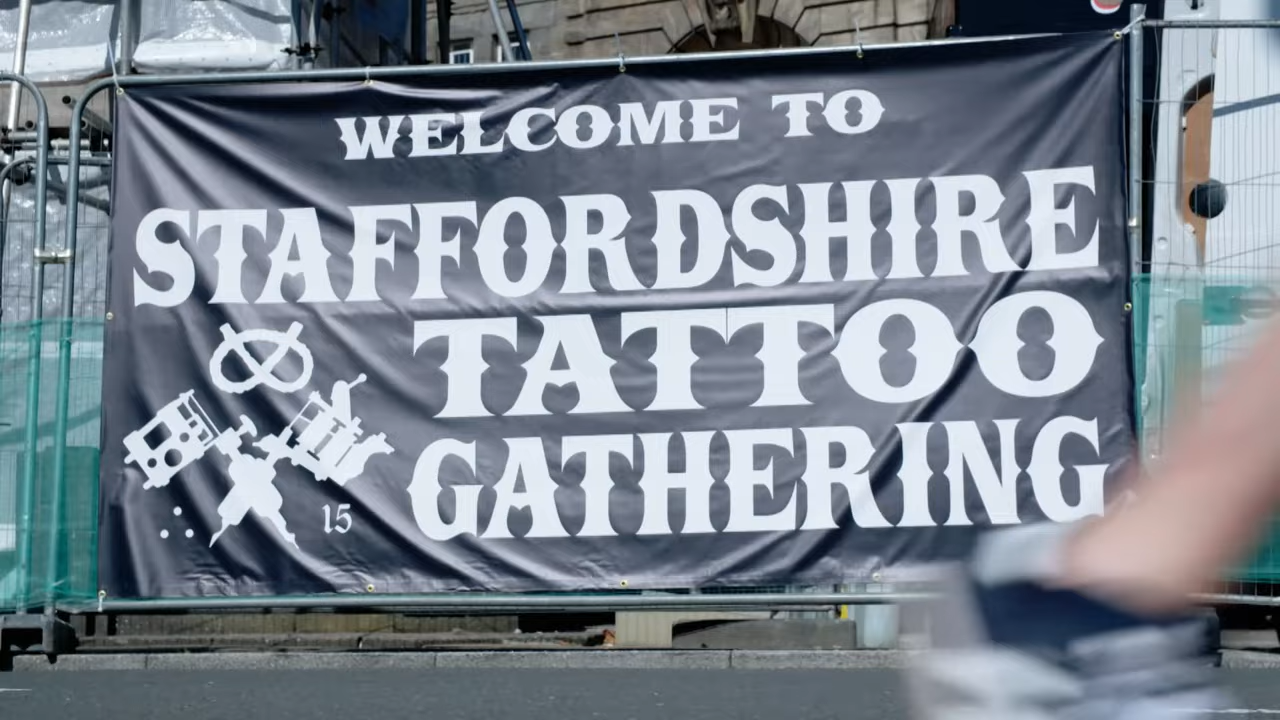 WELCOME TO
STAFFORDSHIRE
TATTOO
GATHERING
15